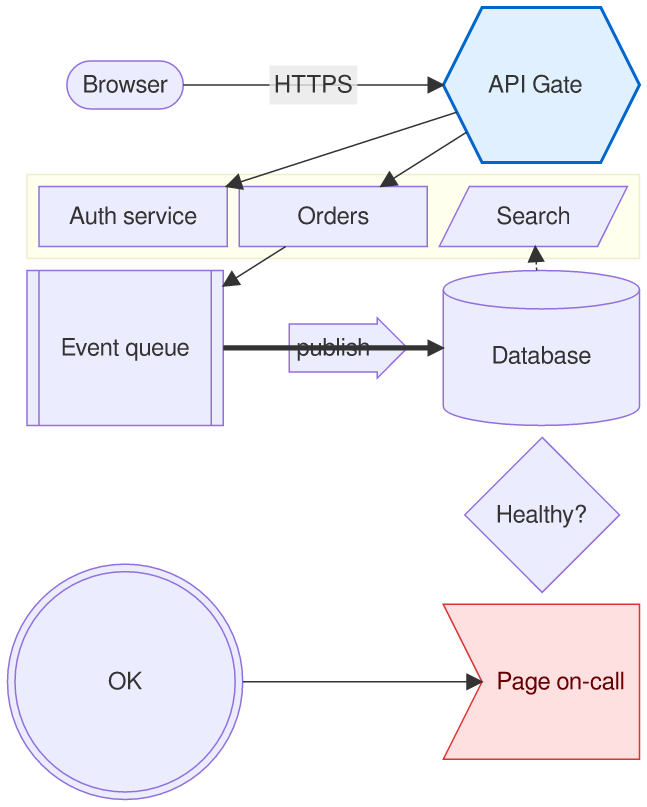 Browser
HTTPS
API Gate
Auth service
Orders
Search
Event queue
publish
Database
Healthy?
OK
Page on-call